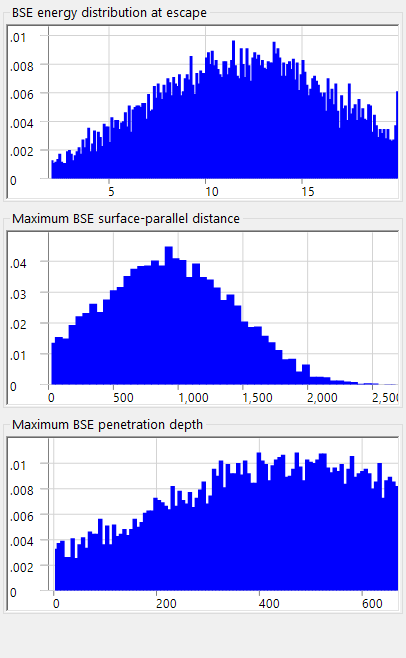 BSE energy distribution at escape
.01
.008
.006
.004
.002
0
5 10 15
Maximum BSE surface-parallel distance
.04
.03
.02
.01
0
0 500 1,000 1,500 2,000 2,500
Maximum BSE penetration depth
.01
.008
.006
.004
.002
0
0 200 400 600